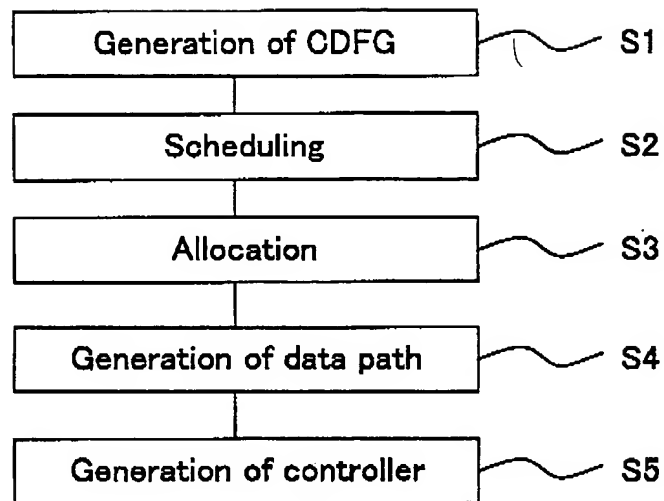 Generation of CDFG S1
Scheduling S2
Allocation S3
Generation of data path S4
Generation of controller S5